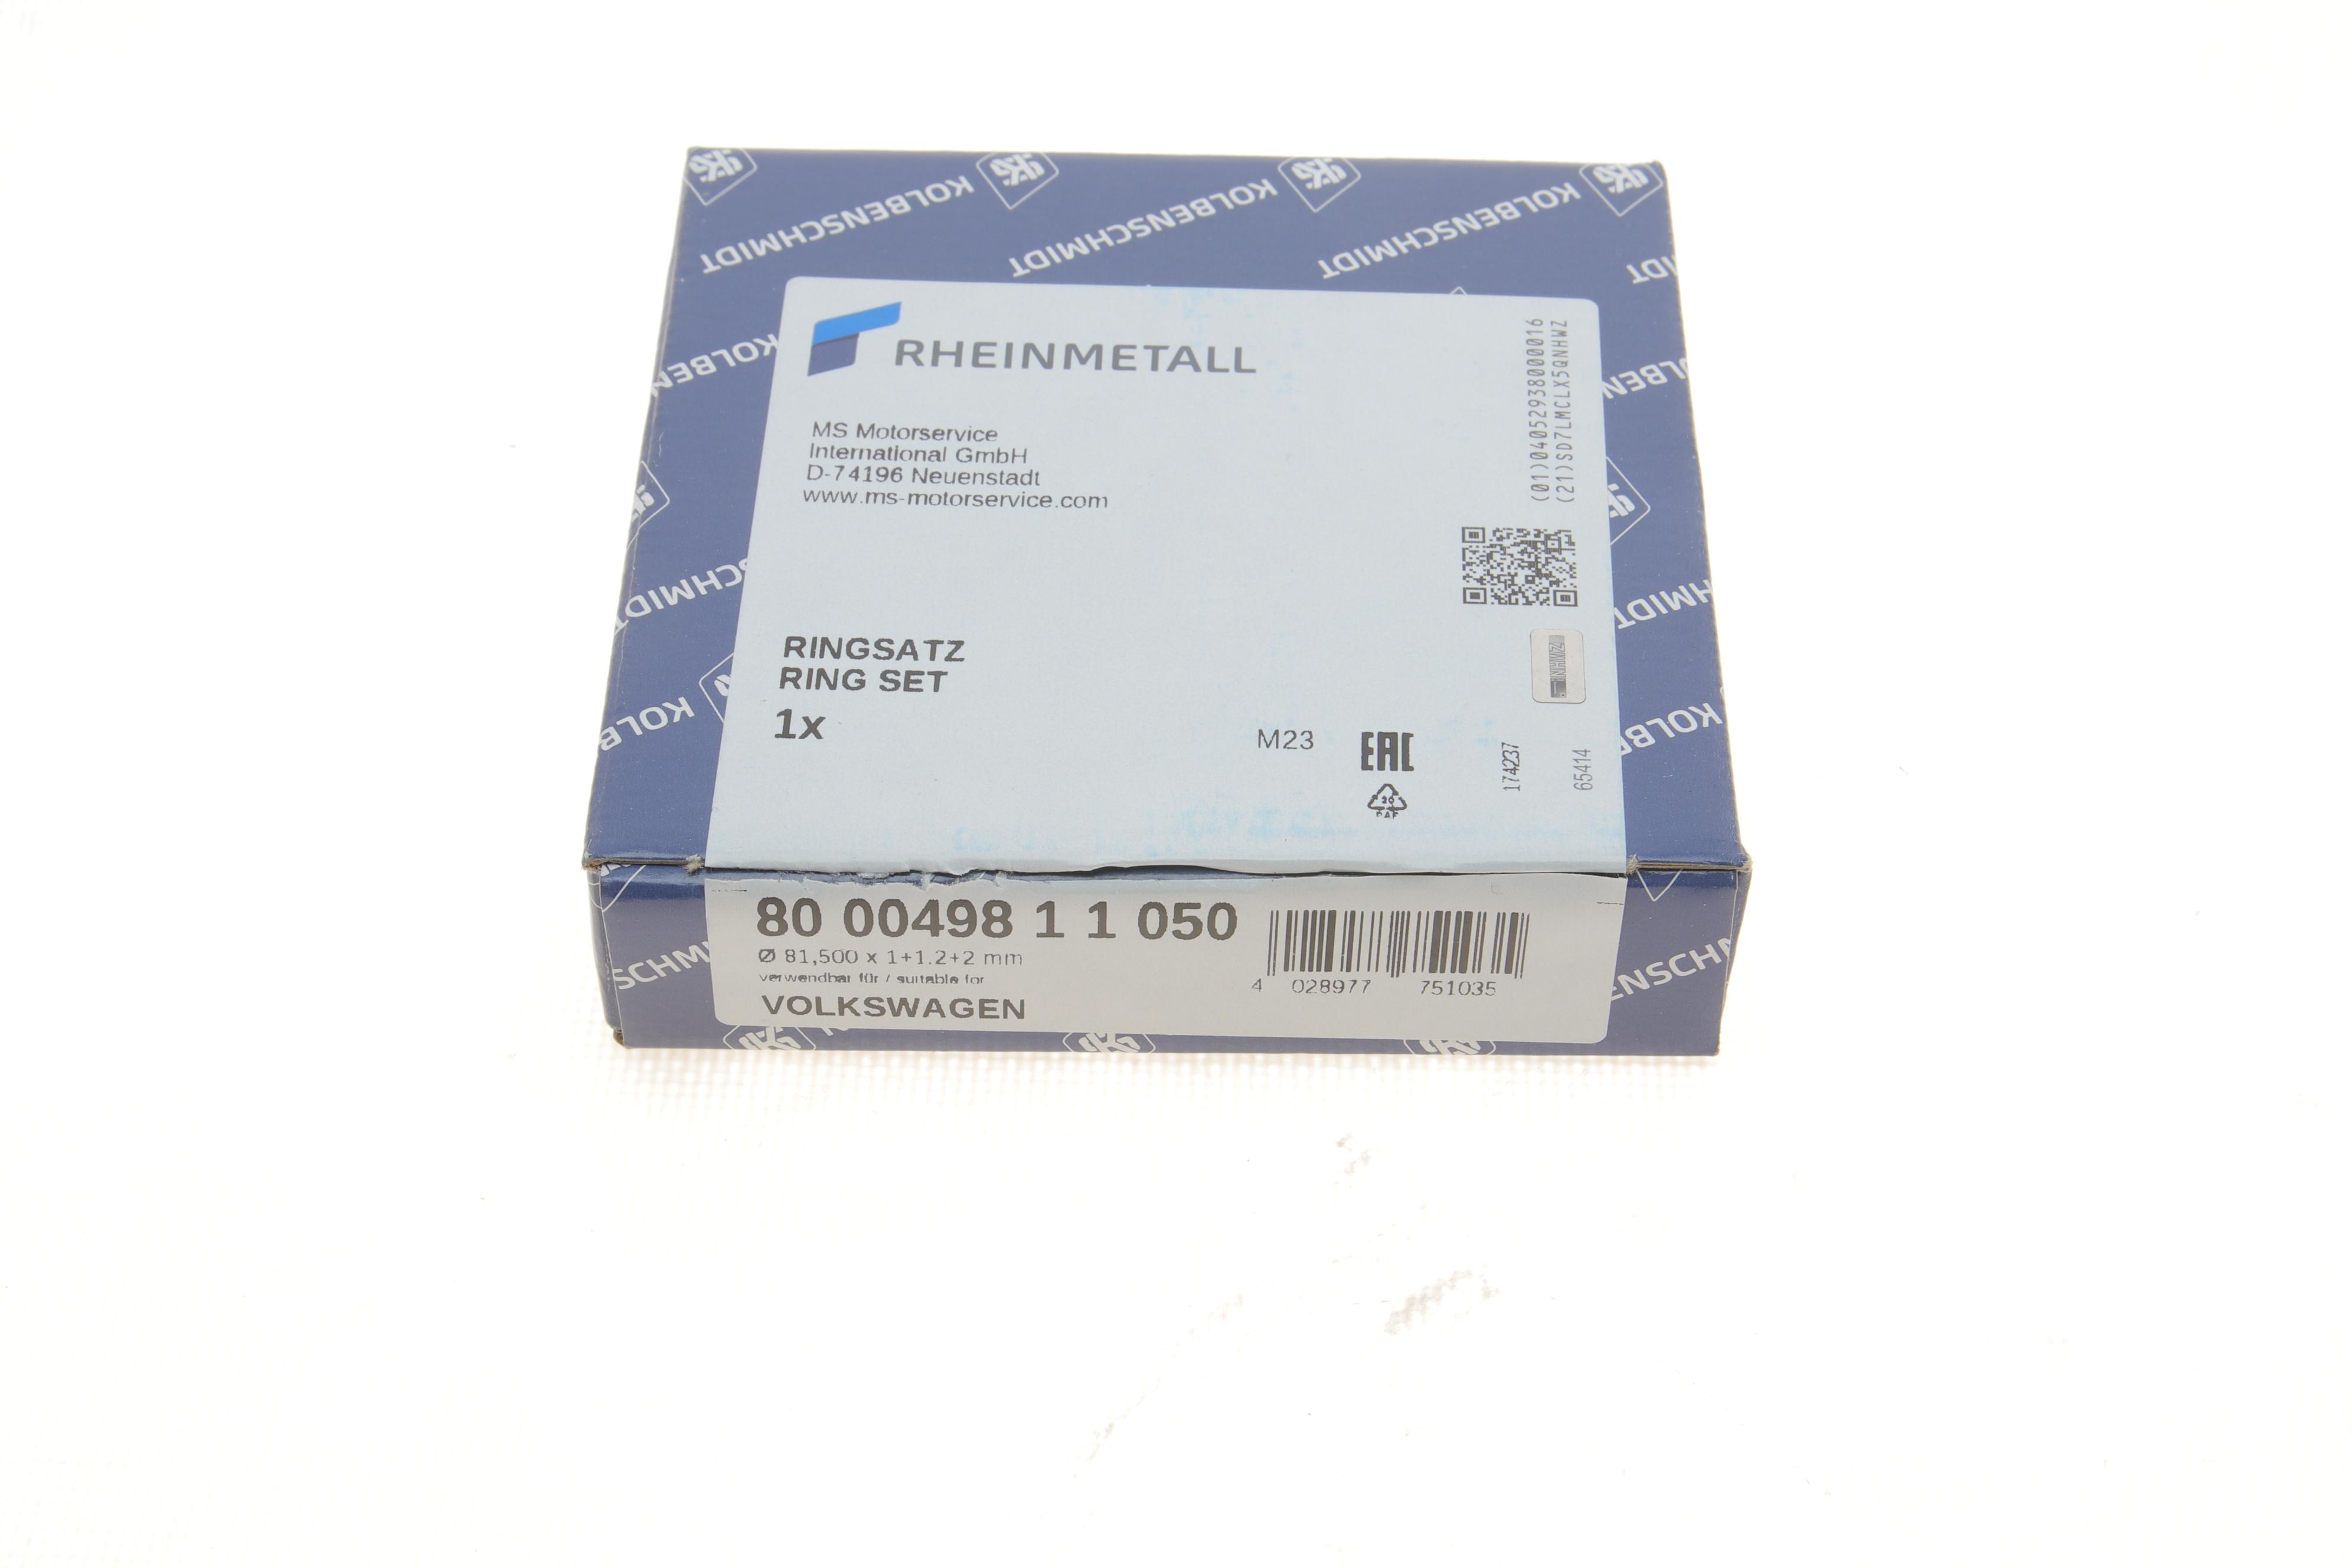 KOLBENSCHMIDT
KOLBENSCHMIDT
KOLBENSCHMIDT
RHEINMETALL
MS Motorservice
International GmbH
D-74196 Neuenstadt
www.ms-motorservice.com
(01)04052938000016
(21)SD7LMCLX5QNHWZ
RINGSATZ
RING SET
1x
M23
EAC
20
PAP
174237
65414
80 00498 1 1 050
Ø 81,500 x 1+1.2+2 mm
verwendbar für / suitable for
VOLKSWAGEN
4 028977 751035